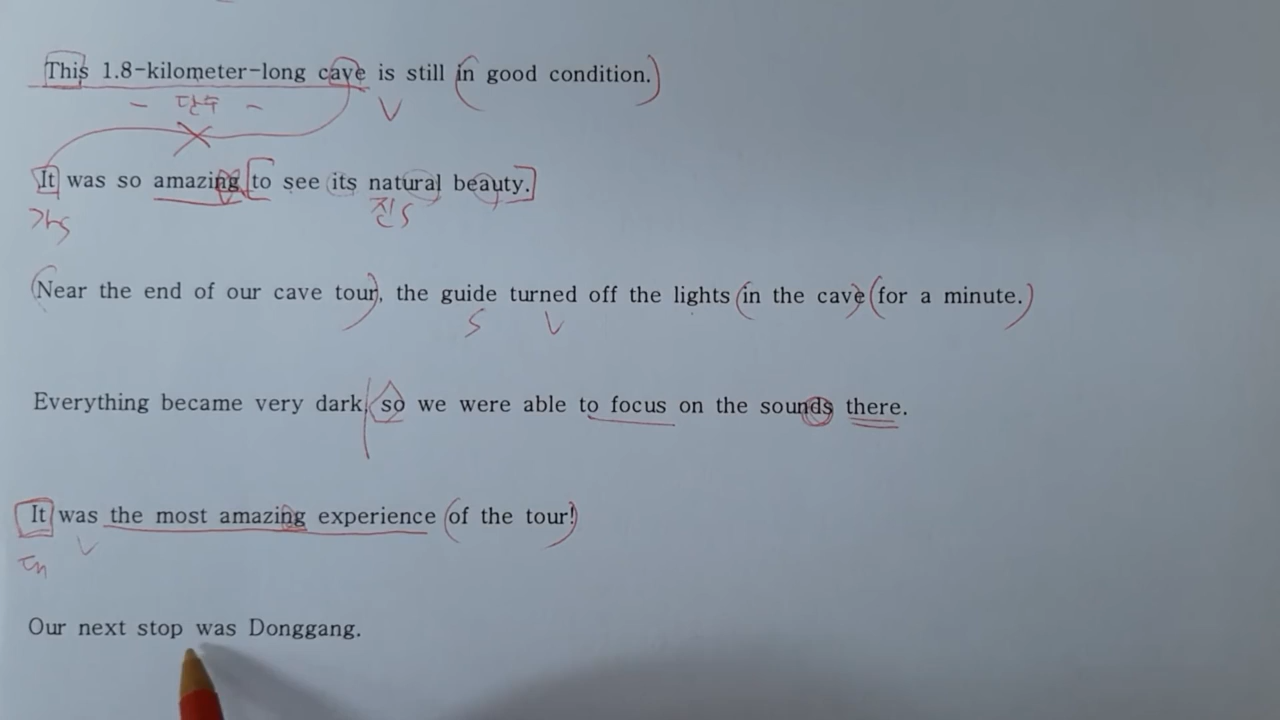 This 1.8-kilometer-long cave is still in good condition.
- 단수 -
V
It was so amazing to see its natural beauty.
가S
진S
Near the end of our cave tour, the guide turned off the lights in the cave for a minute.
S V
Everything became very dark, so we were able to focus on the sounds there.
It was the most amazing experience of the tour!
V
Our next stop was Donggang.